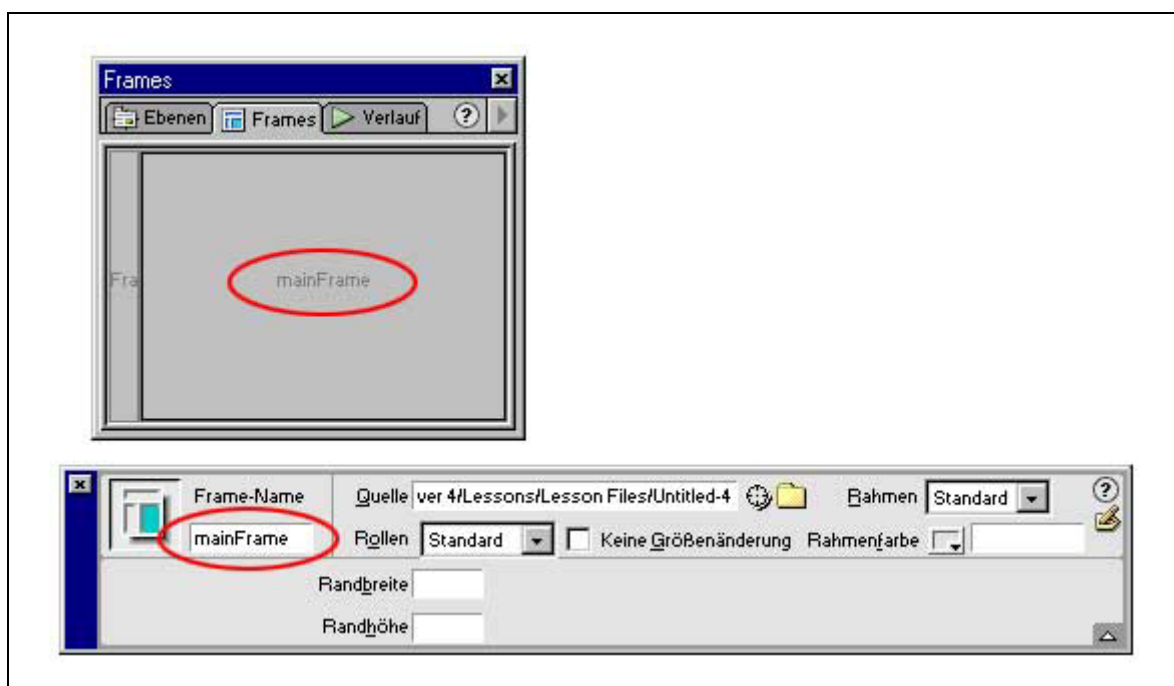 Frames
Ebenen Frames Verlauf ?
Fra mainFrame
Frame-Name Quelle ver 4/Lessons/Lesson Files/Untitled-4 Rahmen Standard ?
mainFrame Rollen Standard Keine Größenänderung Rahmenfarbe
Randbreite
Randhöhe